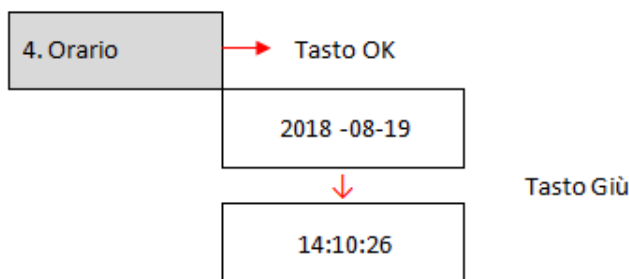 4. Orario
Tasto OK
2018 -08-19
Tasto Giù
14:10:26